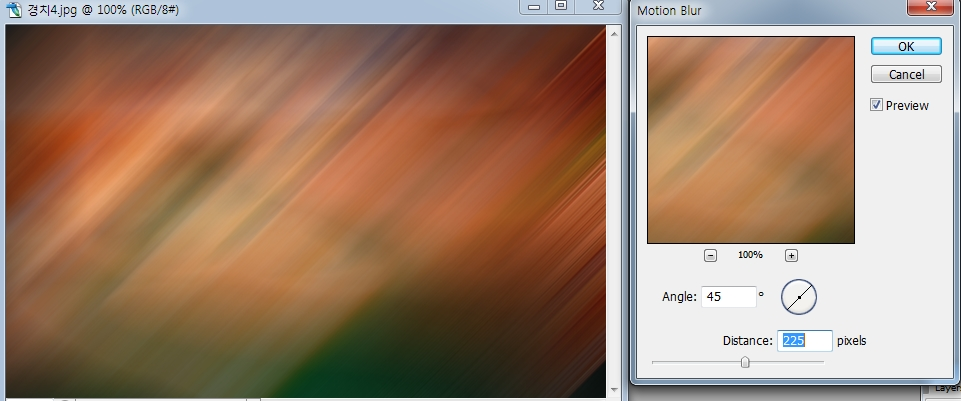 경치4.jpg @ 100% (RGB/8#)
Motion Blur
OK
Cancel
Preview
100%
Angle: 45 °
Distance: 225 pixels